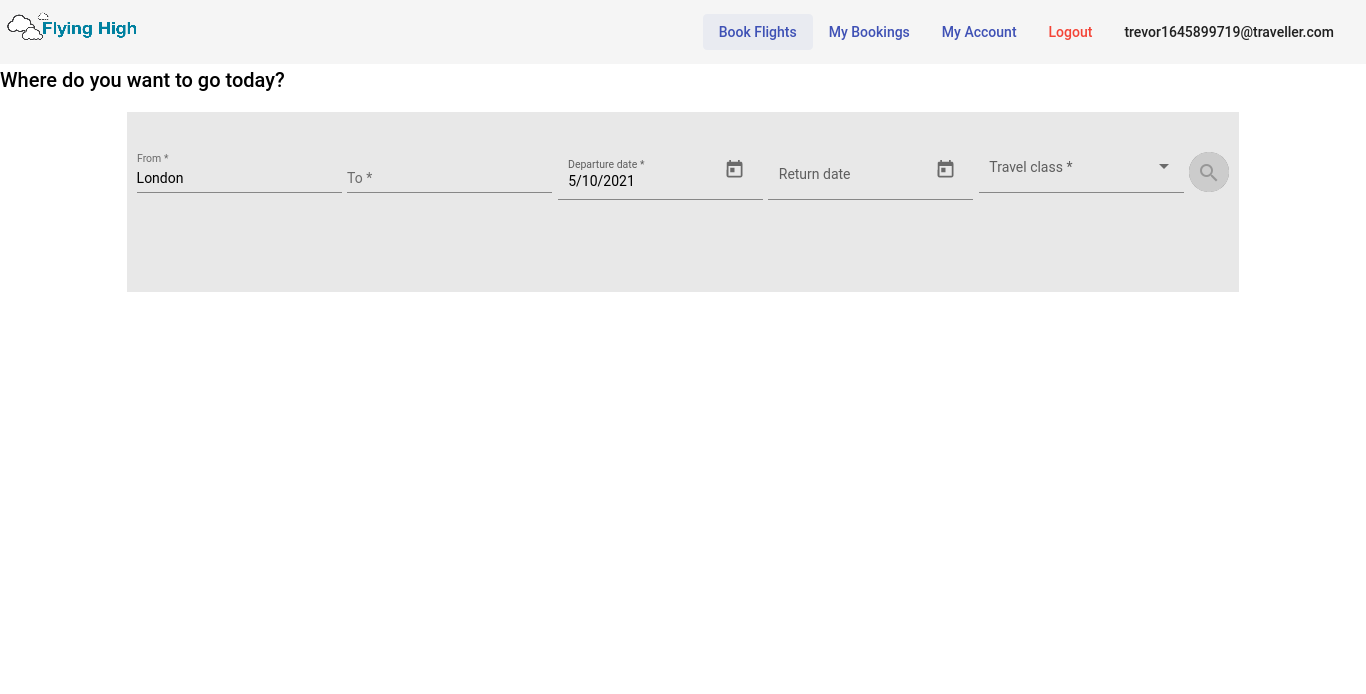 Flying High
Book Flights
My Bookings
My Account
Logout
trevor1645899719@traveller.com
Where do you want to go today?
From *
London
To *
Departure date *
5/10/2021
Return date
Travel class *